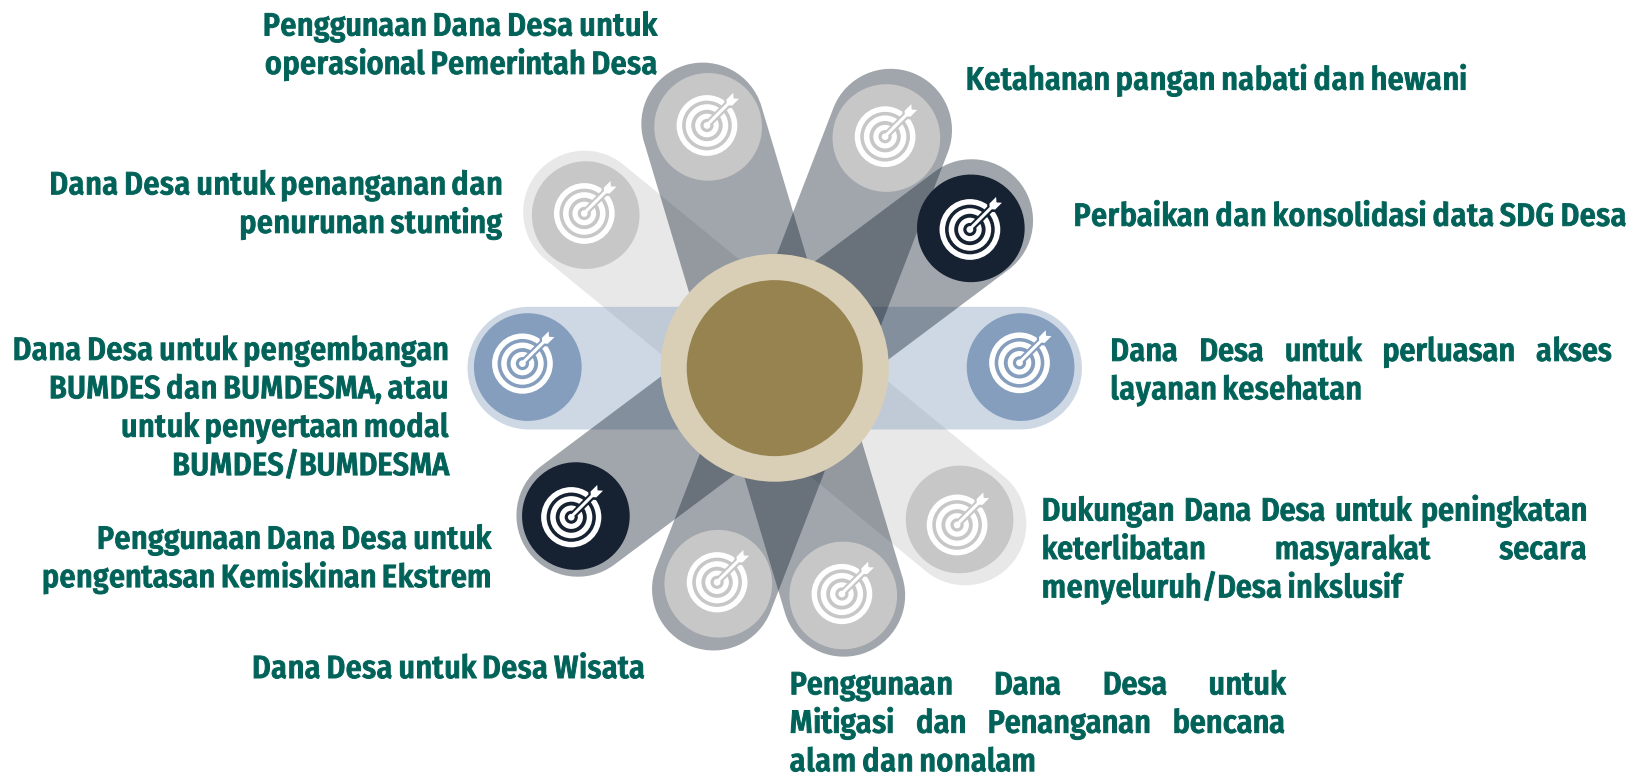 Penggunaan Dana Desa untuk
operasional Pemerintah Desa
Ketahanan pangan nabati dan hewani
Dana Desa untuk penanganan dan
penurunan stunting
Perbaikan dan konsolidasi data SDG Desa
Dana Desa untuk pengembangan
BUMDES dan BUMDESMA, atau
untuk penyertaan modal
BUMDES/BUMDESMA
Dana Desa untuk perluasan akses
layanan kesehatan
Penggunaan Dana Desa untuk
pengentasan Kemiskinan Ekstrem
Dukungan Dana Desa untuk peningkatan
keterlibatan masyarakat secara
menyeluruh/Desa inkslusif
Dana Desa untuk Desa Wisata
Penggunaan Dana Desa untuk
Mitigasi dan Penanganan bencana
alam dan nonalam